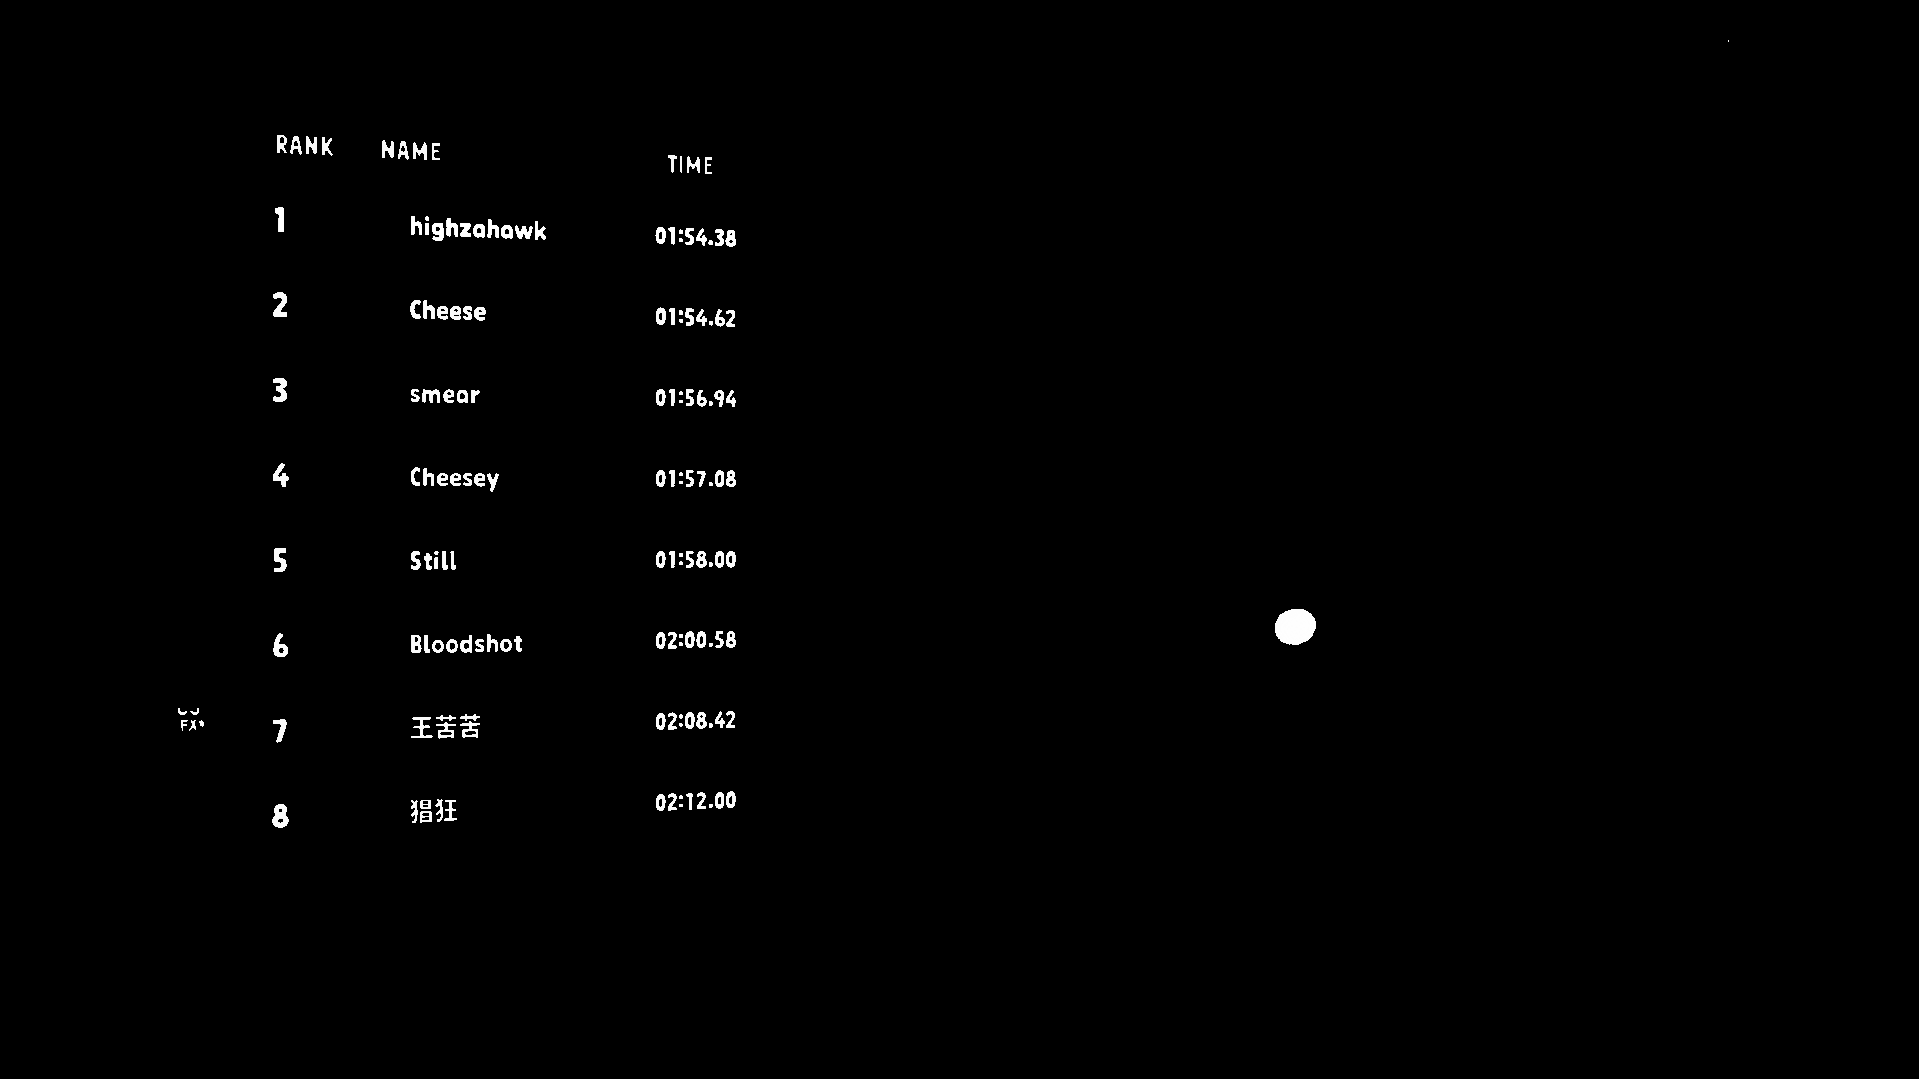 RANK NAME TIME
1 highzahawk 01:54.38
2 Cheese 01:54.62
3 smear 01:56.94
4 Cheesey 01:57.08
5 Still 01:58.00
6 Bloodshot 02:00.58
FX
7 王苦苦 02:08.42
8 猖狂 02:12.00